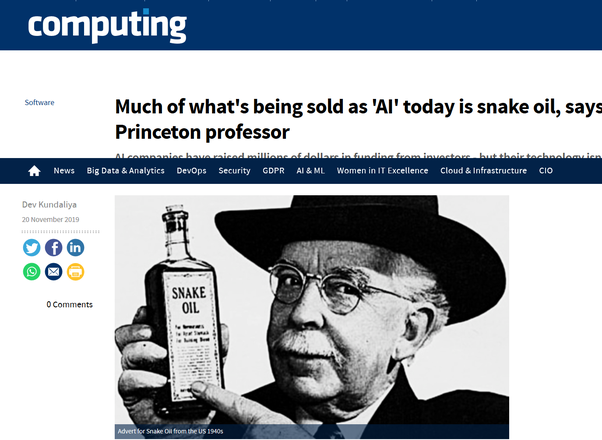 computing
Software
Much of what's being sold as 'AI' today is snake oil, says
Princeton professor
AI companies have raised millions of dollars in funding from investors - but their technology isn
News Big Data & Analytics DevOps Security GDPR AI & ML Women in IT Excellence Cloud & Infrastructure CIO
Dev Kundaliya
20 November 2019
0 Comments
SNAKE
OIL
Advert for Snake Oil from the US 1940s